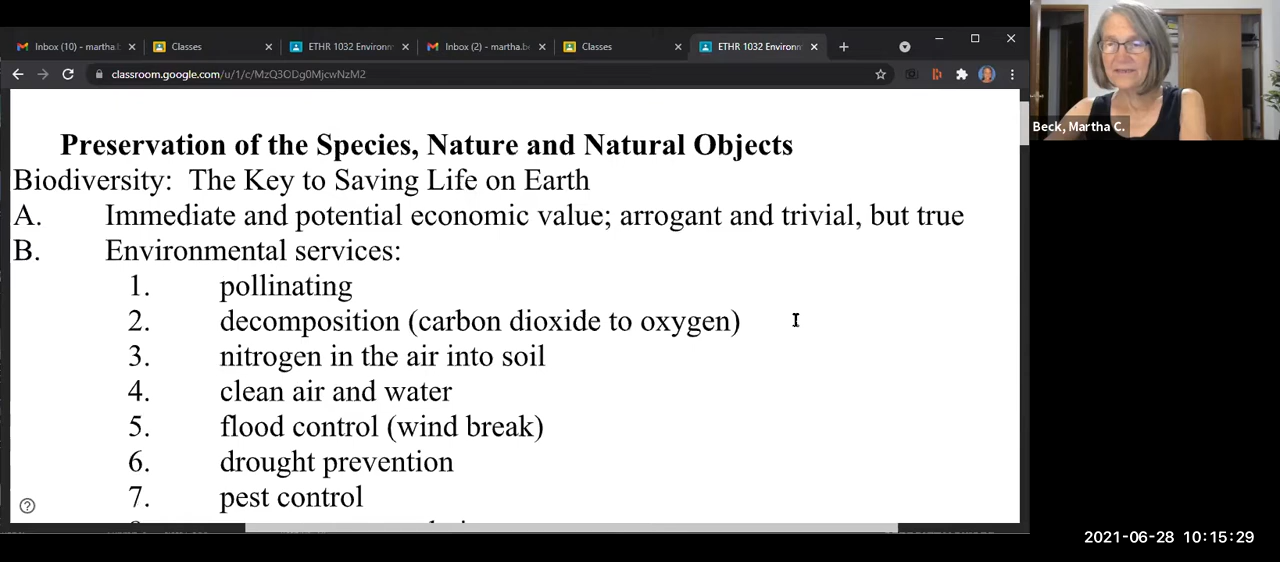 Inbox (10) - martha.b
Classes
ETHR 1032 Environm
Inbox (2) - martha.b
Classes
ETHR 1032 Environm
classroom.google.com/u/1/c/MzQ3ODg0MjcwNzM2
Beck, Martha C.
Preservation of the Species, Nature and Natural Objects
Biodiversity: The Key to Saving Life on Earth
A. Immediate and potential economic value; arrogant and trivial, but true
B. Environmental services:
1. pollinating
2. decomposition (carbon dioxide to oxygen)
3. nitrogen in the air into soil
4. clean air and water
5. flood control (wind break)
6. drought prevention
7. pest control
2021-06-28 10:15:29